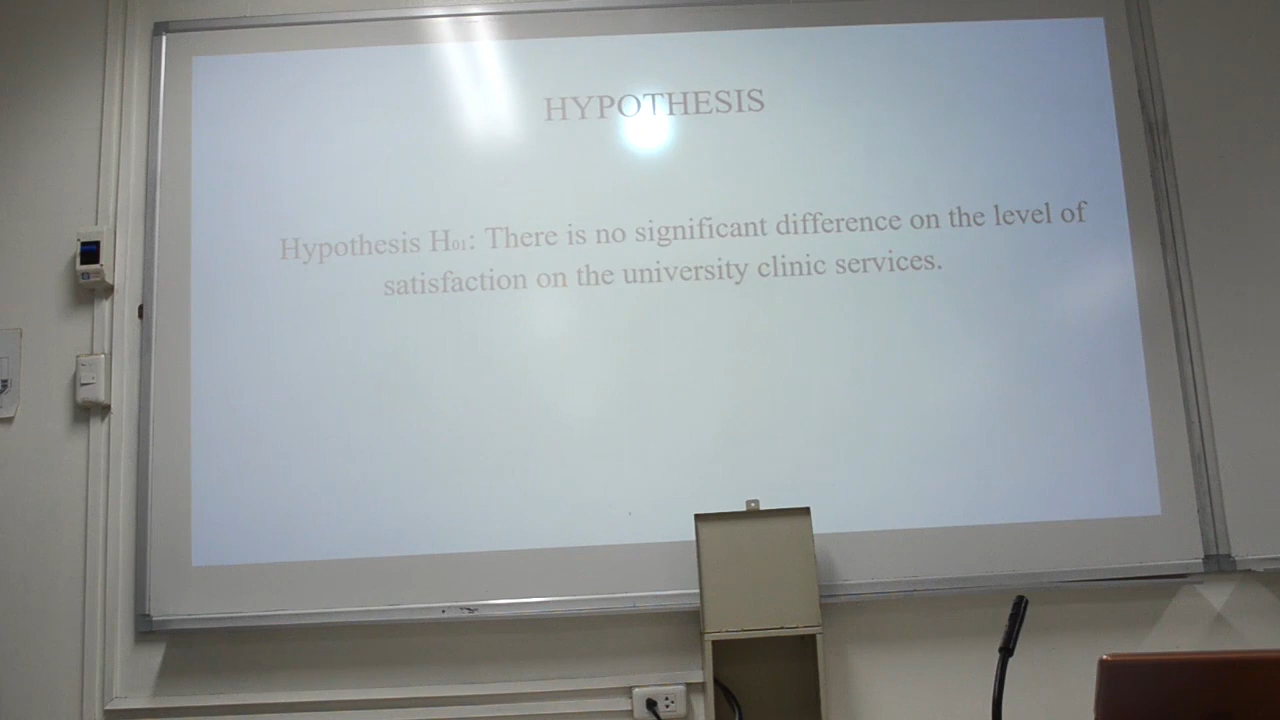 HYPOTHESIS
Hypothesis H01: There is no significant difference on the level of
satisfaction on the university clinic services.